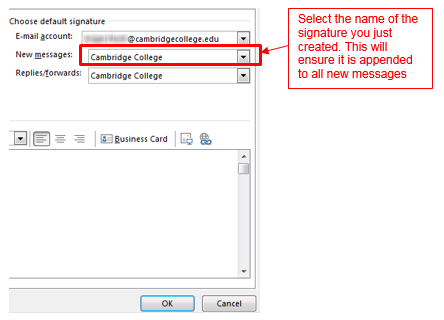 Choose default signature
E-mail account: @cambridgecollege.edu
New messages: Cambridge College
Replies/forwards: Cambridge College
Business Card
OK Cancel
Select the name of the
signature you just
created. This will
ensure it is appended
to all new messages